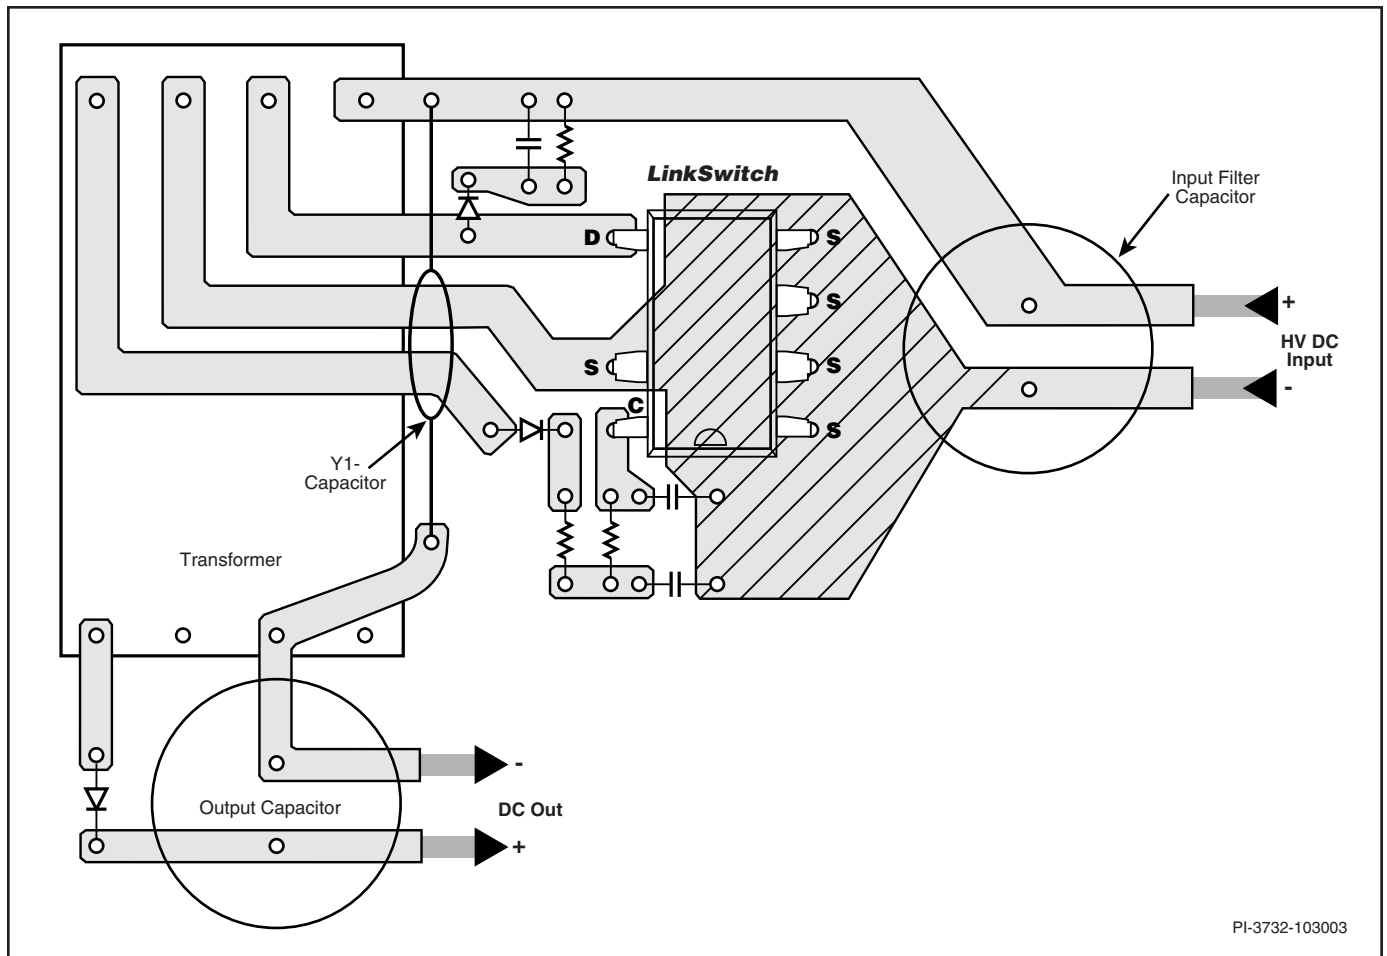 LinkSwitch
Input Filter
Capacitor
D
S
S
+
HV DC
Input
S
S
-
C
S
Y1-
Capacitor
Transformer
-
Output Capacitor
DC Out
+
PI-3732-103003